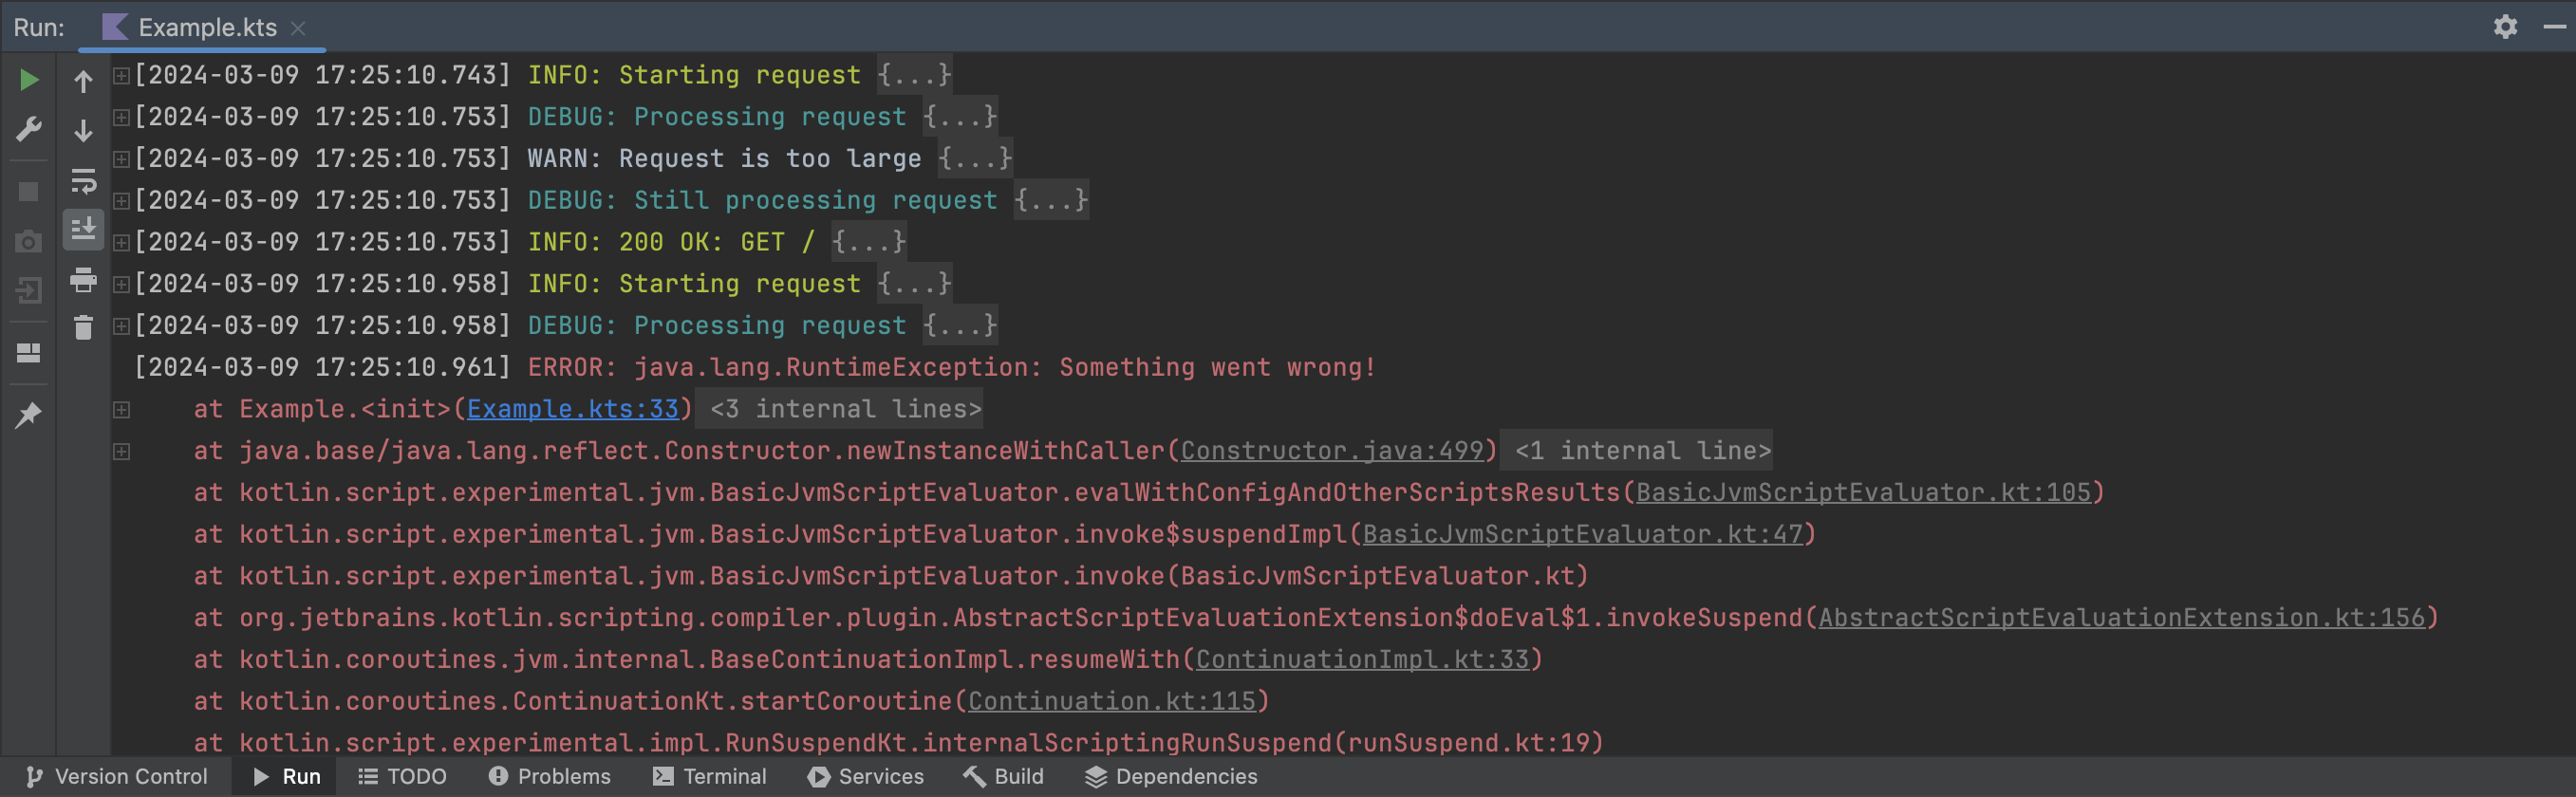 Run: Example.kts
[2024-03-09 17:25:10.743] INFO: Starting request {...}
[2024-03-09 17:25:10.753] DEBUG: Processing request {...}
[2024-03-09 17:25:10.753] WARN: Request is too large {...}
[2024-03-09 17:25:10.753] DEBUG: Still processing request {...}
[2024-03-09 17:25:10.753] INFO: 200 OK: GET / {...}
[2024-03-09 17:25:10.958] INFO: Starting request {...}
[2024-03-09 17:25:10.958] DEBUG: Processing request {...}
[2024-03-09 17:25:10.961] ERROR: java.lang.RuntimeException: Something went wrong!
at Example.<init>(Example.kts:33) <3 internal lines>
at java.base/java.lang.reflect.Constructor.newInstanceWithCaller(Constructor.java:499) <1 internal line>
at kotlin.script.experimental.jvm.BasicJvmScriptEvaluator.evalWithConfigAndOtherScriptsResults(BasicJvmScriptEvaluator.kt:105)
at kotlin.script.experimental.jvm.BasicJvmScriptEvaluator.invoke$suspendImpl(BasicJvmScriptEvaluator.kt:47)
at kotlin.script.experimental.jvm.BasicJvmScriptEvaluator.invoke(BasicJvmScriptEvaluator.kt)
at org.jetbrains.kotlin.scripting.compiler.plugin.AbstractScriptEvaluationExtension$doEval$1.invokeSuspend(AbstractScriptEvaluationExtension.kt:156)
at kotlin.coroutines.jvm.internal.BaseContinuationImpl.resumeWith(ContinuationImpl.kt:33)
at kotlin.coroutines.ContinuationKt.startCoroutine(Continuation.kt:115)
at kotlin.script.experimental.impl.RunSuspendKt.internalScriptingRunSuspend(runSuspend.kt:19)
Version Control Run TODO Problems Terminal Services Build Dependencies